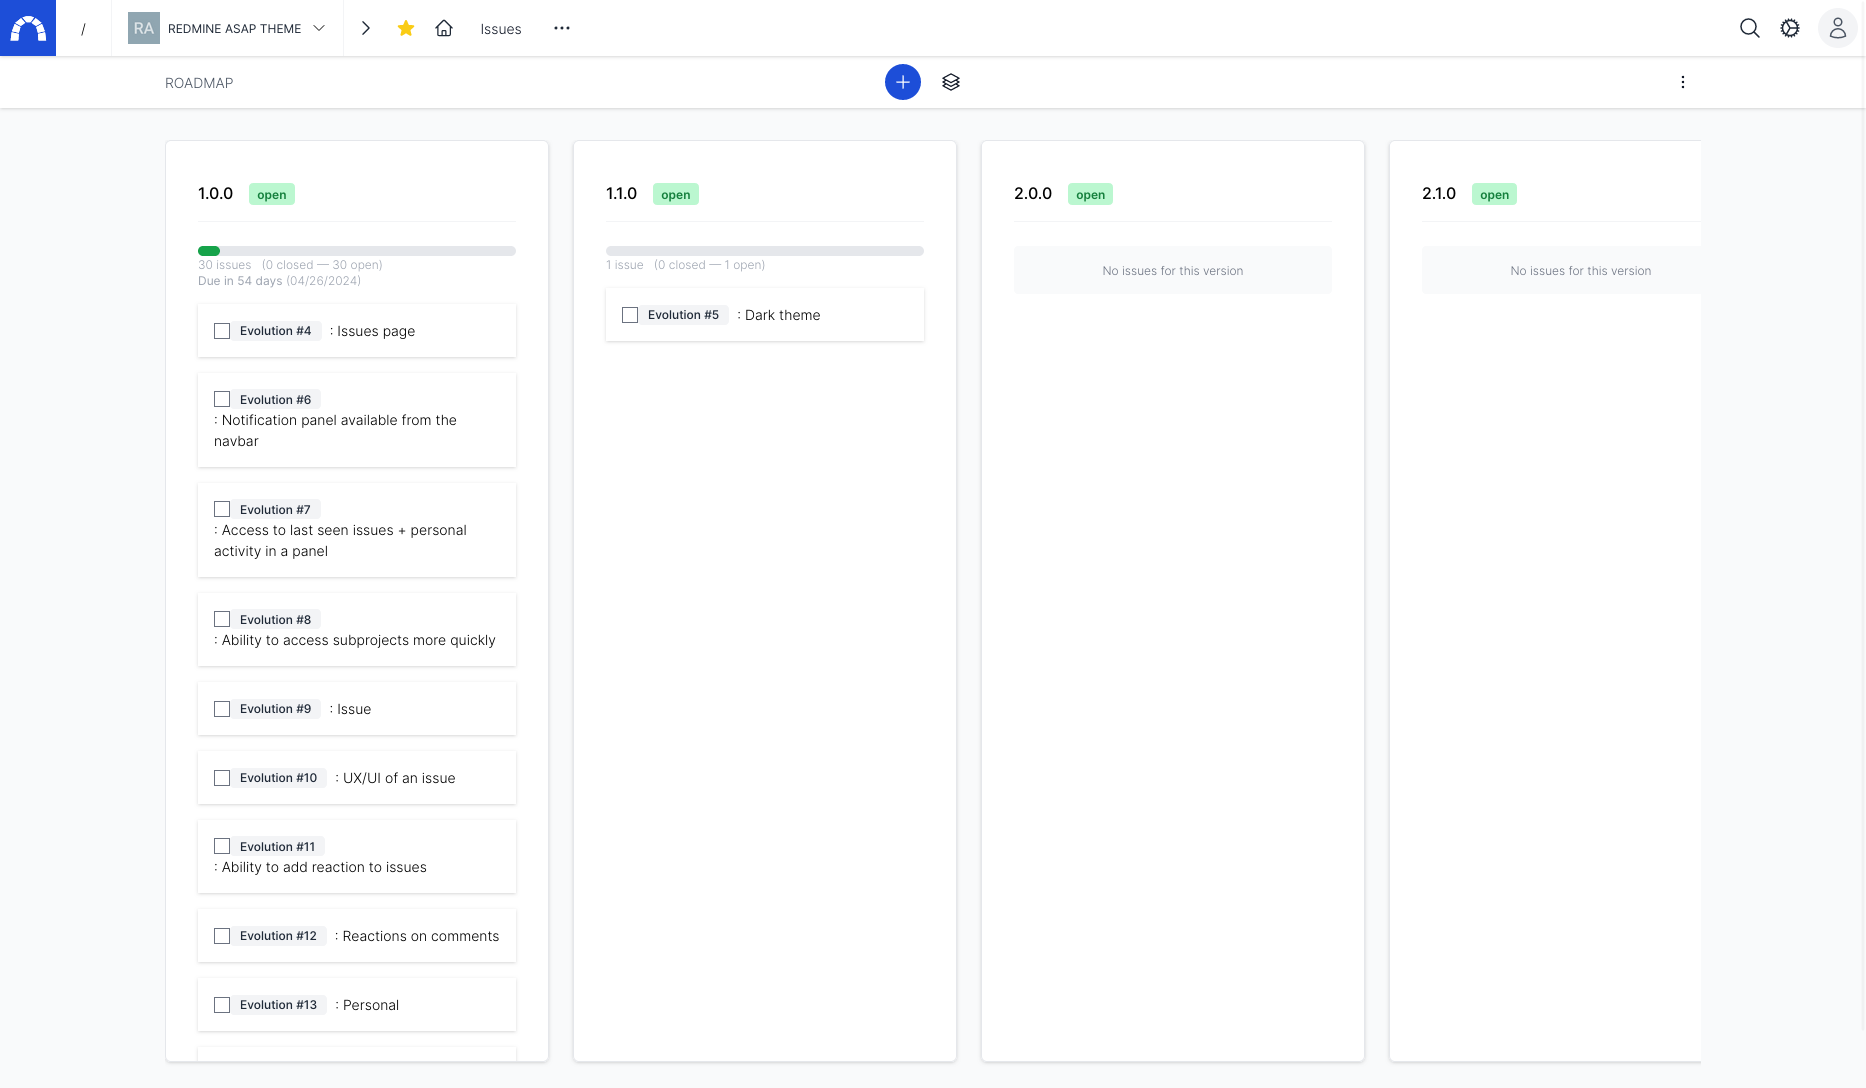 /
RA REDMINE ASAP THEME
Issues
ROADMAP
1.0.0 open
30 issues (0 closed — 30 open)
Due in 54 days (04/26/2024)
Evolution #4 : Issues page
Evolution #6
: Notification panel available from the
navbar
Evolution #7
: Access to last seen issues + personal
activity in a panel
Evolution #8
: Ability to access subprojects more quickly
Evolution #9 : Issue
Evolution #10 : UX/UI of an issue
Evolution #11
: Ability to add reaction to issues
Evolution #12 : Reactions on comments
Evolution #13 : Personal
1.1.0 open
1 issue (0 closed — 1 open)
Evolution #5 : Dark theme
2.0.0 open
No issues for this version
2.1.0 open
No issues for this version